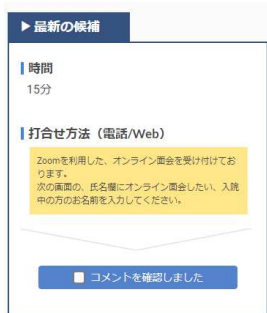 ▶最新の候補
時間
15分
打合せ方法（電話/Web）
Zoomを利用した、オンライン面会を受け付けてお
ります。
次の画面の、氏名欄にオンライン面会したい、入院
中の方のお名前を入力してください。
コメントを確認しました